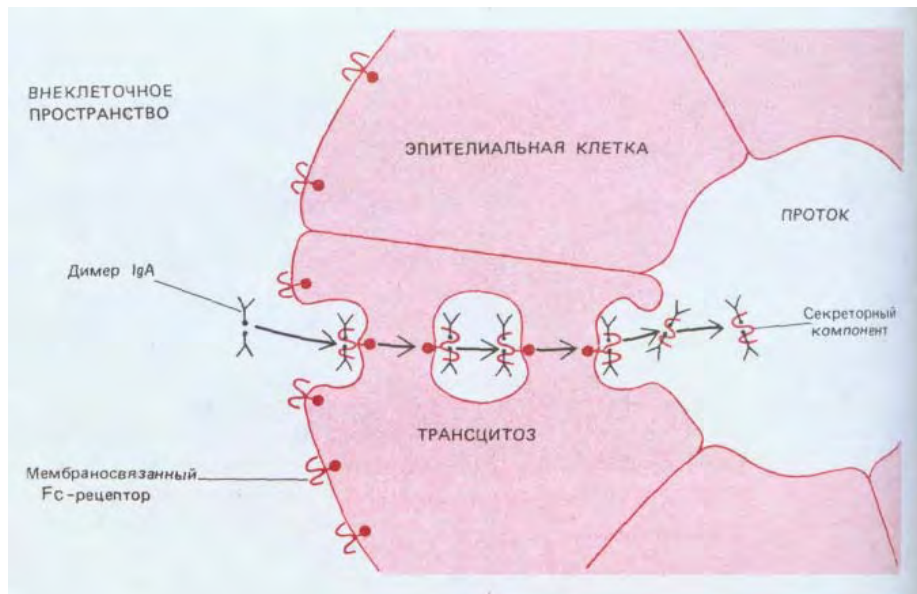 ВНЕКЛЕТОЧНОЕ
ПРОСТРАНСТВО
ЭПИТЕЛИАЛЬНАЯ КЛЕТКА
ПРОТОК
Димер IgA
Секреторный
компонент
ТРАНСЦИТОЗ
Мембраносвязанный
Fc-рецептор